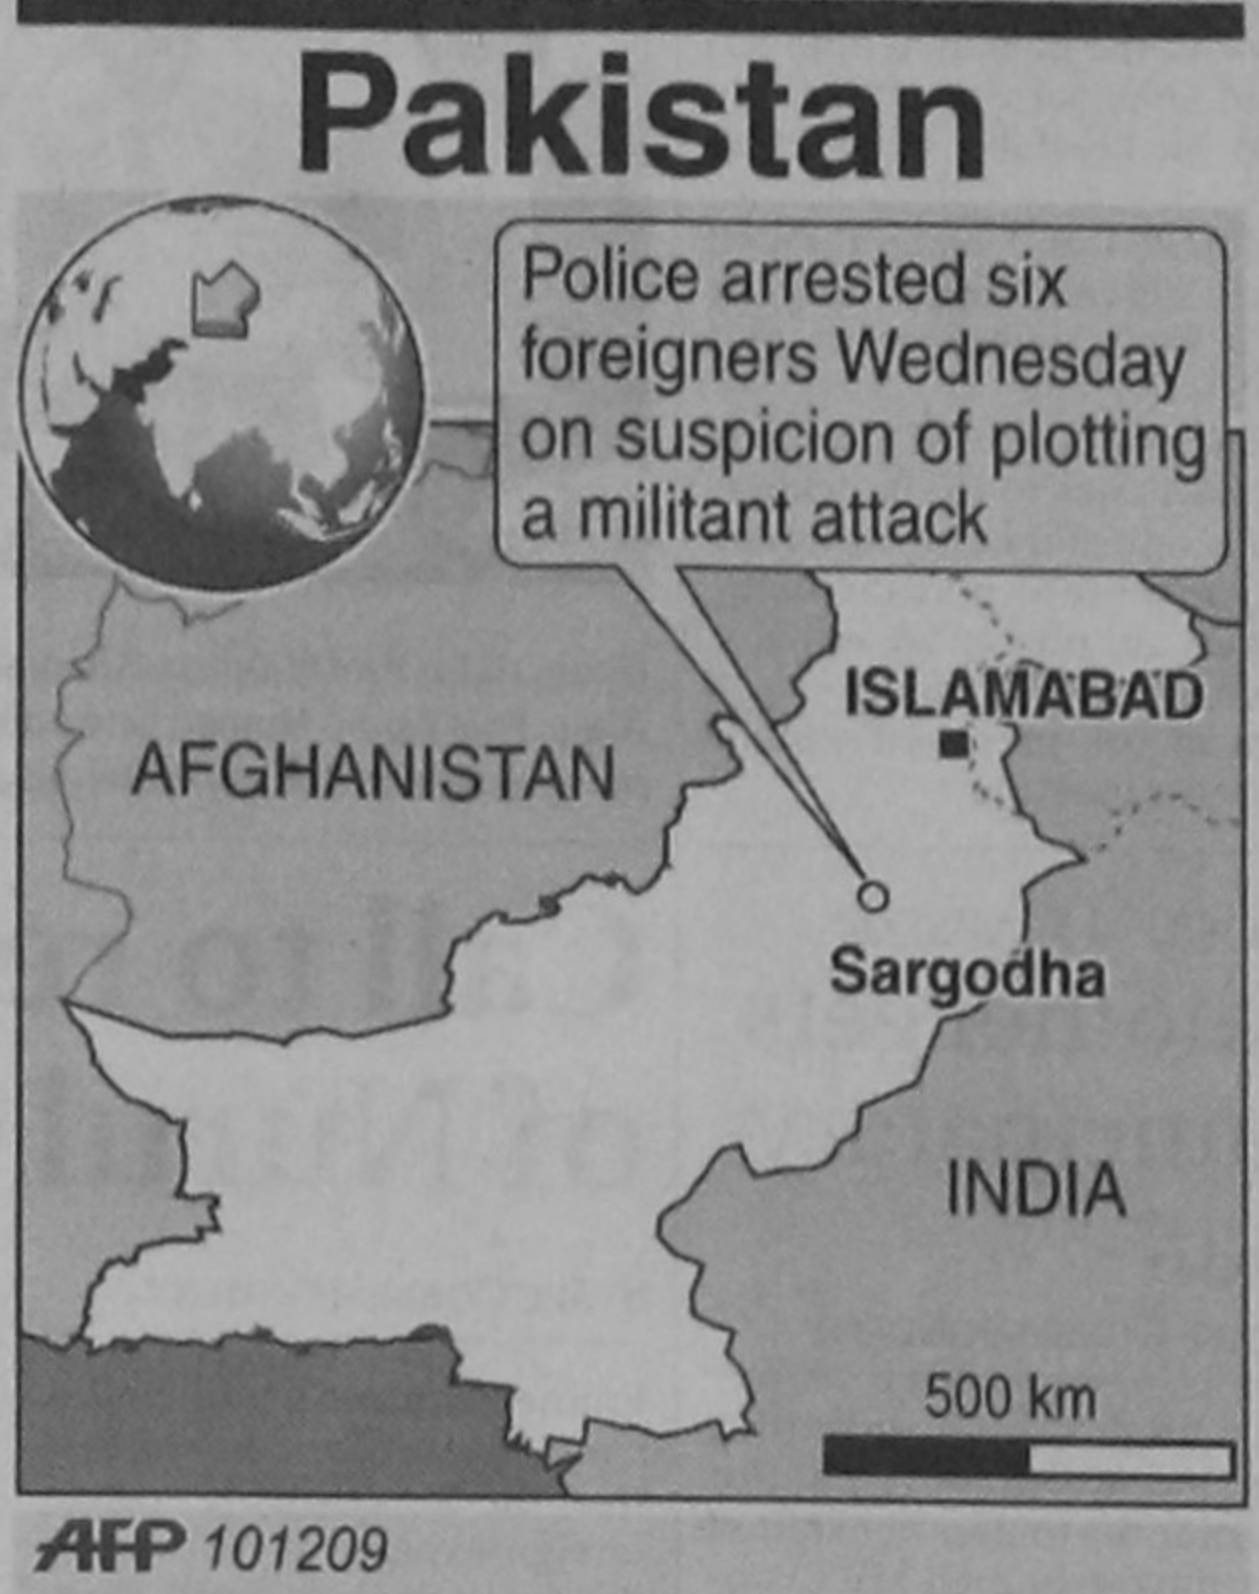 Pakistan
Police arrested six
foreigners Wednesday
on suspicion of plotting
a militant attack
ISLAMABAD
AFGHANISTAN
Sargodha
INDIA
500 km
AFP 101209